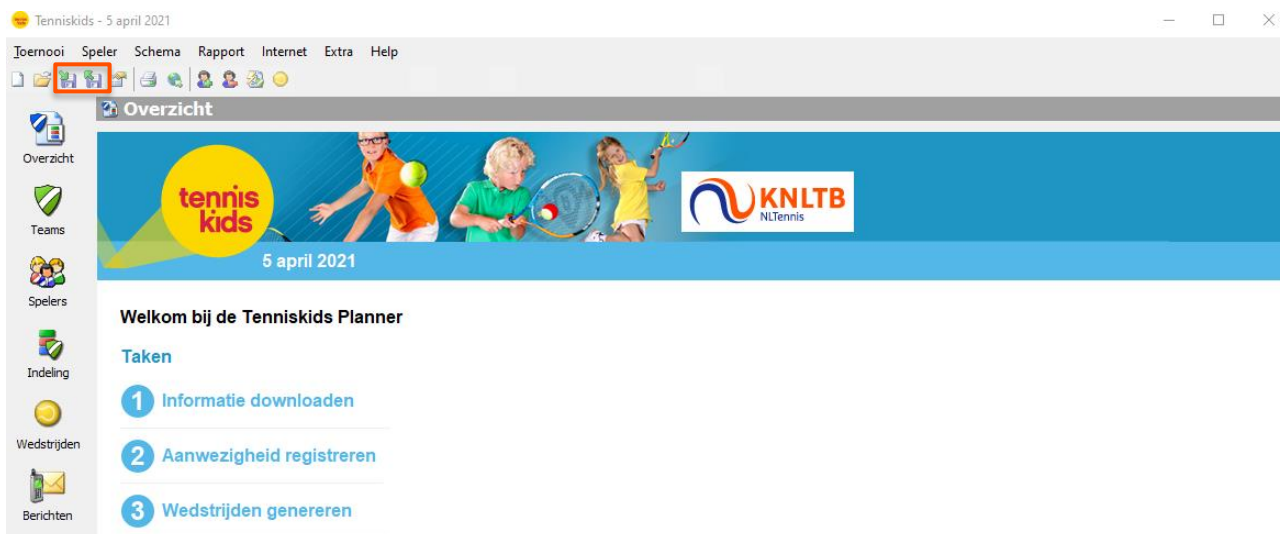 Tenniskids - 5 april 2021
Toernooi Speler Schema Rapport Internet Extra Help
Overzicht
Overzicht
Teams
Spelers
Indeling
Wedstrijden
Berichten
tennis
kids
KNLTB
NLTennis
5 april 2021
Welkom bij de Tenniskids Planner
Taken
1 Informatie downloaden
2 Aanwezigheid registreren
3 Wedstrijden genereren